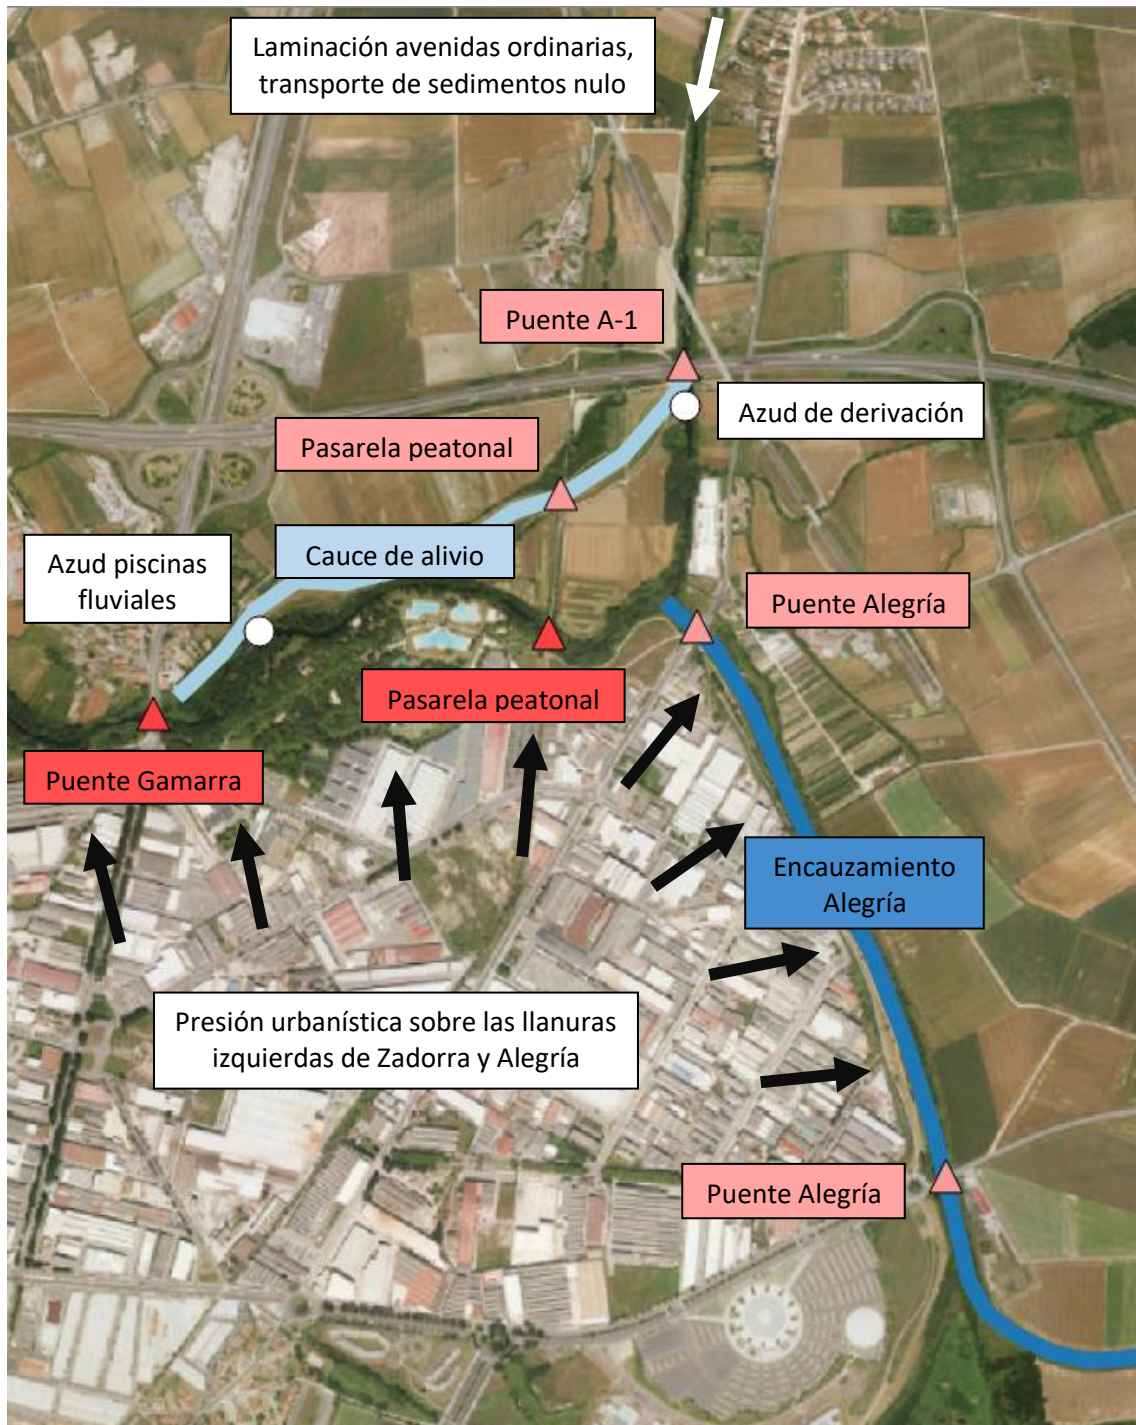 Laminación avenidas ordinarias,
transporte de sedimentos nulo
Puente A-1
Azud de derivación
Pasarela peatonal
Cauce de alivio
Azud piscinas
fluviales
Puente Alegría
Pasarela peatonal
Puente Gamarra
Encauzamiento
Alegría
Presión urbanística sobre las llanuras
izquierdas de Zadorra y Alegría
Puente Alegría